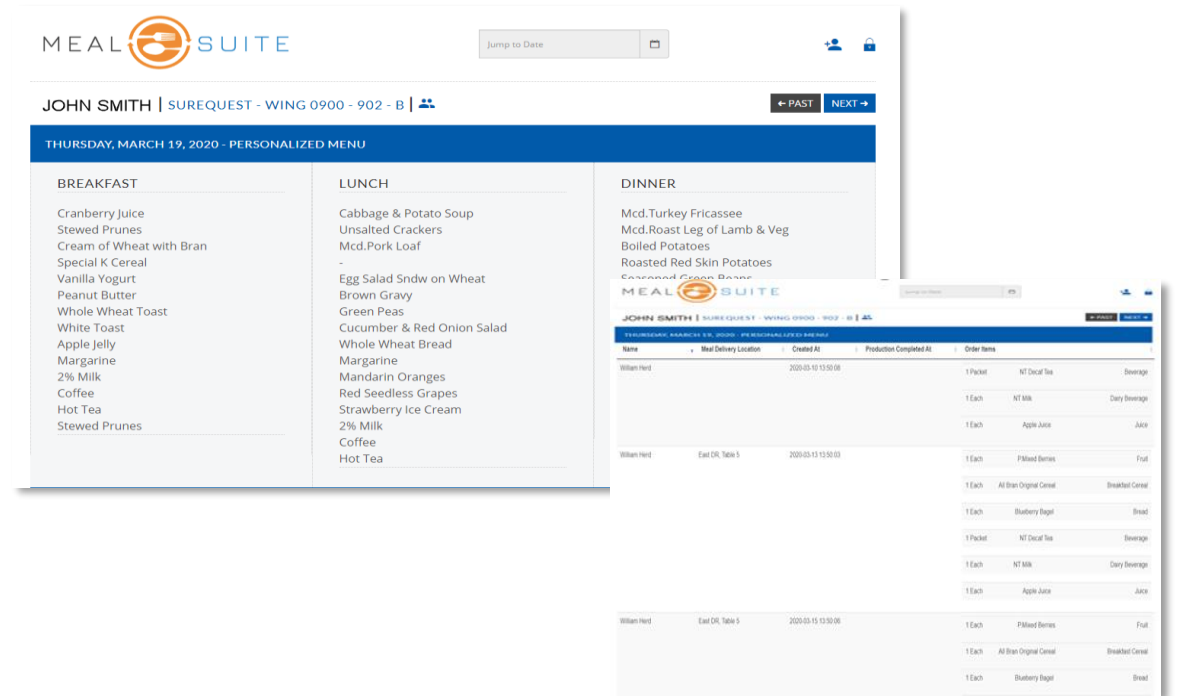 MEAL SUITE
Jump to Date
JOHN SMITH | SUREQUEST - WING 0900 - 902 - B |
← PAST NEXT →
THURSDAY, MARCH 19, 2020 - PERSONALIZED MENU
BREAKFAST
Cranberry Juice
Stewed Prunes
Cream of Wheat with Bran
Special K Cereal
Vanilla Yogurt
Peanut Butter
Whole Wheat Toast
White Toast
Apple Jelly
Margarine
2% Milk
Coffee
Hot Tea
Stewed Prunes
LUNCH
Cabbage & Potato Soup
Unsalted Crackers
Mcd.Pork Loaf
-
Egg Salad Sndw on Wheat
Brown Gravy
Green Peas
Cucumber & Red Onion Salad
Whole Wheat Bread
Margarine
Mandarin Oranges
Red Seedless Grapes
Strawberry Ice Cream
2% Milk
Coffee
Hot Tea
DINNER
Mcd.Turkey Fricassee
Mcd.Roast Leg of Lamb & Veg
Boiled Potatoes
Roasted Red Skin Potatoes
Seasoned Green Beans
MEAL SUITE
Jump to Date
JOHN SMITH | SUREQUEST - WING 0900 - 902 - B |
← PAST NEXT →
THURSDAY, MARCH 19, 2020 - PERSONALIZED MENU
Name Meal Delivery Location Created At Production Completed At Order Items
William Herd 2020-03-10 13:50:08 1 Packet NT Decaf Tea Beverage
1 Each NT Milk Dairy Beverage
1 Each Apple Juice Juice
William Herd East DR, Table 5 2020-03-13 13:50:03 1 Each P.Mixed Berries Fruit
1 Each All Bran Original Cereal Breakfast Cereal
1 Each Blueberry Bagel Bread
1 Packet NT Decaf Tea Beverage
1 Each NT Milk Dairy Beverage
1 Each Apple Juice Juice
William Herd East DR, Table 5 2020-03-15 13:50:06 1 Each P.Mixed Berries Fruit
1 Each All Bran Original Cereal Breakfast Cereal
1 Each Blueberry Bagel Bread